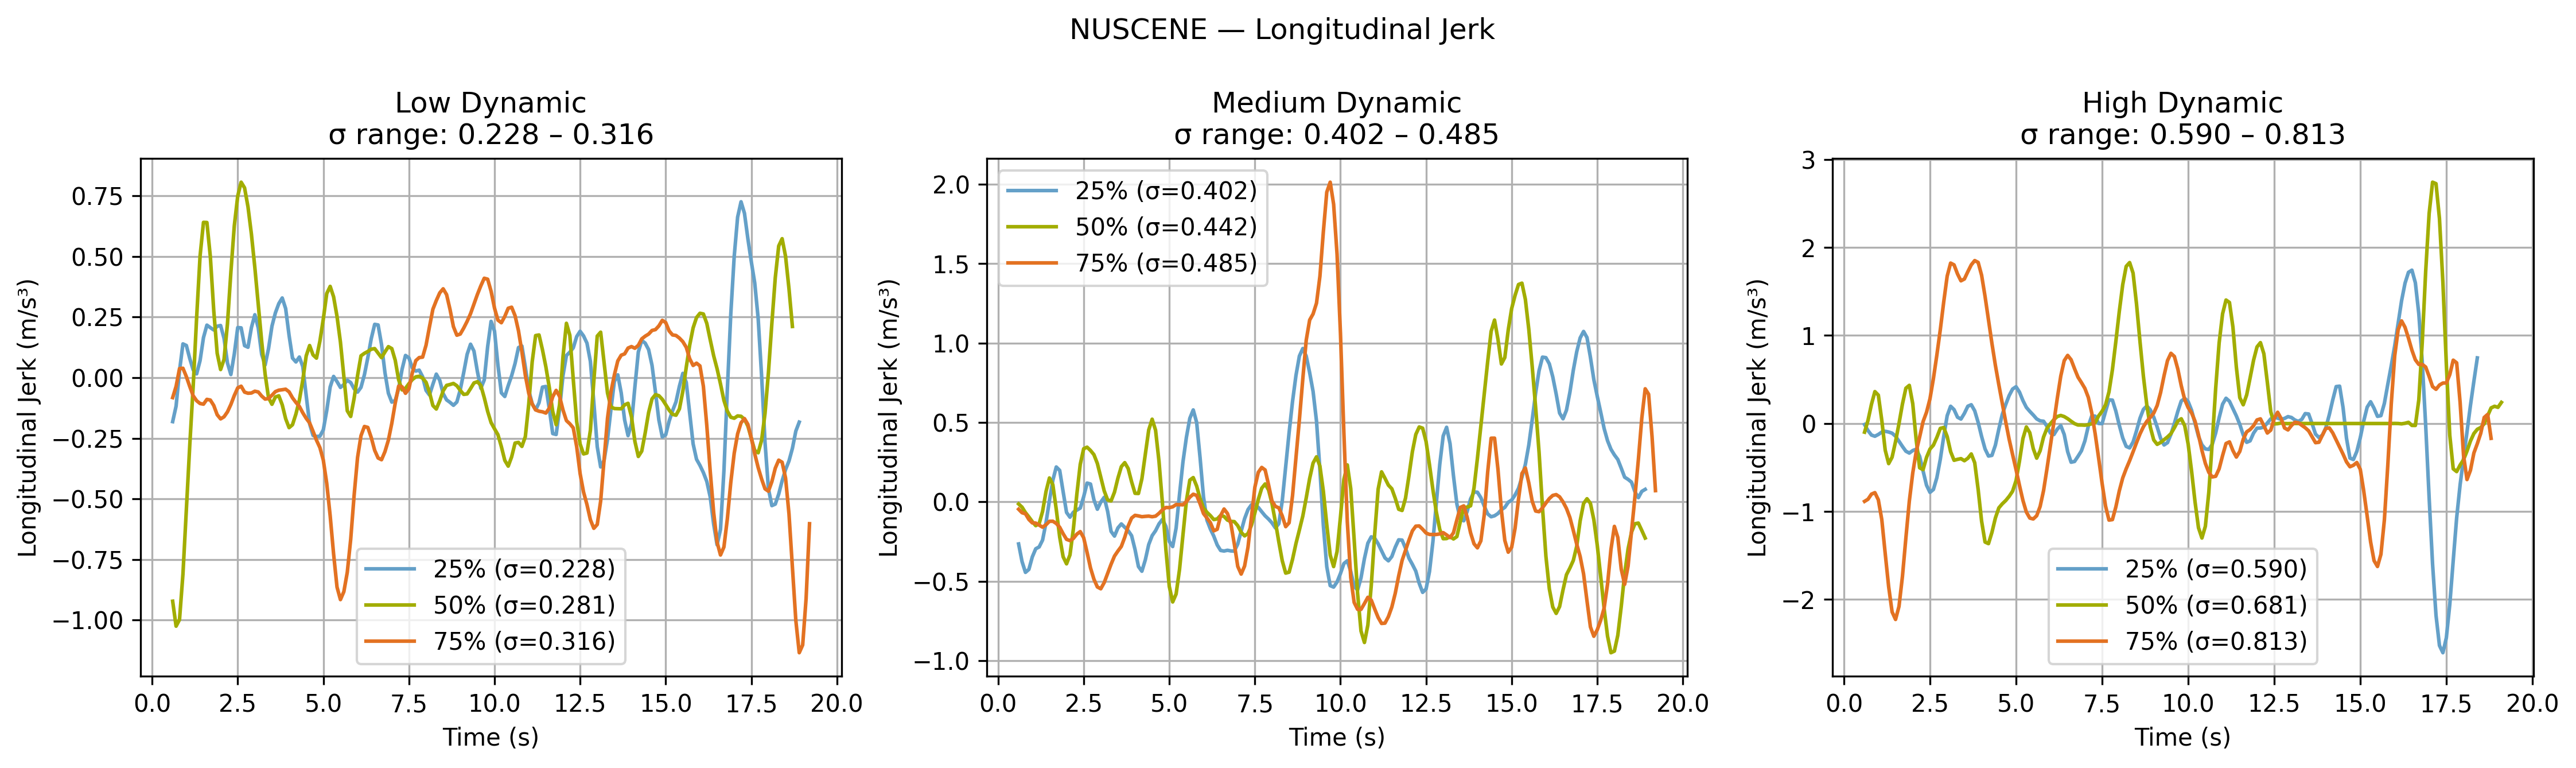 NUSCENE — Longitudinal Jerk
Low Dynamic
σ range: 0.228 – 0.316
Longitudinal Jerk (m/s³)
0.75
0.50
0.25
0.00
−0.25
−0.50
−0.75
−1.00
25% (σ=0.228)
50% (σ=0.281)
75% (σ=0.316)
0.0 2.5 5.0 7.5 10.0 12.5 15.0 17.5 20.0
Time (s)
Medium Dynamic
σ range: 0.402 – 0.485
Longitudinal Jerk (m/s³)
2.0
1.5
1.0
0.5
0.0
−0.5
−1.0
25% (σ=0.402)
50% (σ=0.442)
75% (σ=0.485)
0.0 2.5 5.0 7.5 10.0 12.5 15.0 17.5 20.0
Time (s)
High Dynamic
σ range: 0.590 – 0.813
Longitudinal Jerk (m/s³)
3
2
1
0
−1
−2
25% (σ=0.590)
50% (σ=0.681)
75% (σ=0.813)
0.0 2.5 5.0 7.5 10.0 12.5 15.0 17.5 20.0
Time (s)